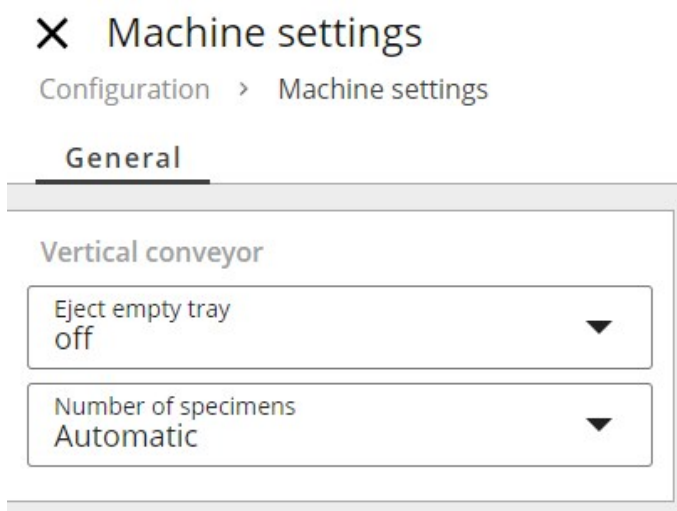 Machine settings
Configuration > Machine settings
General
Vertical conveyor
Eject empty tray
off
Number of specimens
Automatic